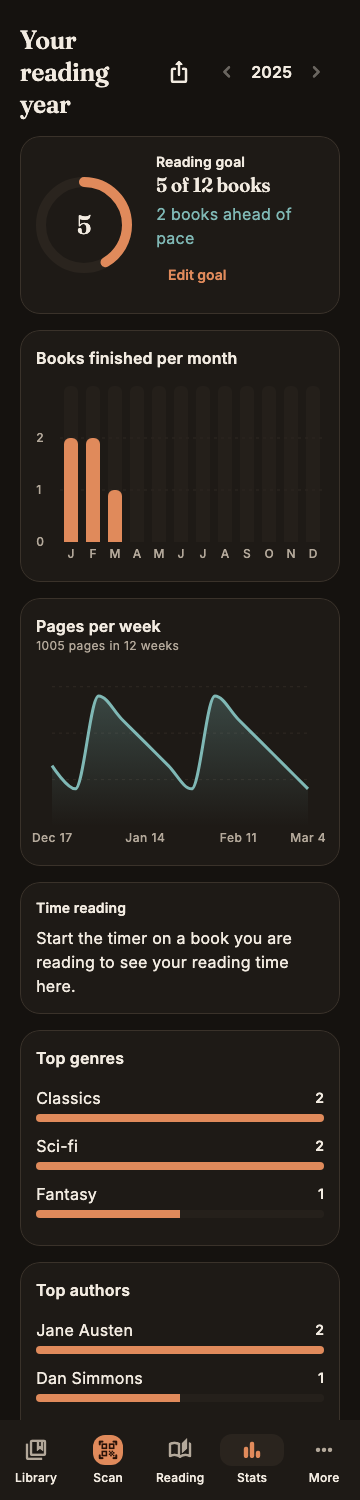 Your
reading
year
2025
Reading goal
5
5 of 12 books
2 books ahead of
pace
Edit goal
Books finished per month
2
1
0
J F M A M J J A S O N D
Pages per week
1005 pages in 12 weeks
Dec 17 Jan 14 Feb 11 Mar 4
Time reading
Start the timer on a book you are
reading to see your reading time
here.
Top genres
Classics 2
Sci-fi 2
Fantasy 1
Top authors
Jane Austen 2
Dan Simmons 1
Library Scan Reading Stats More